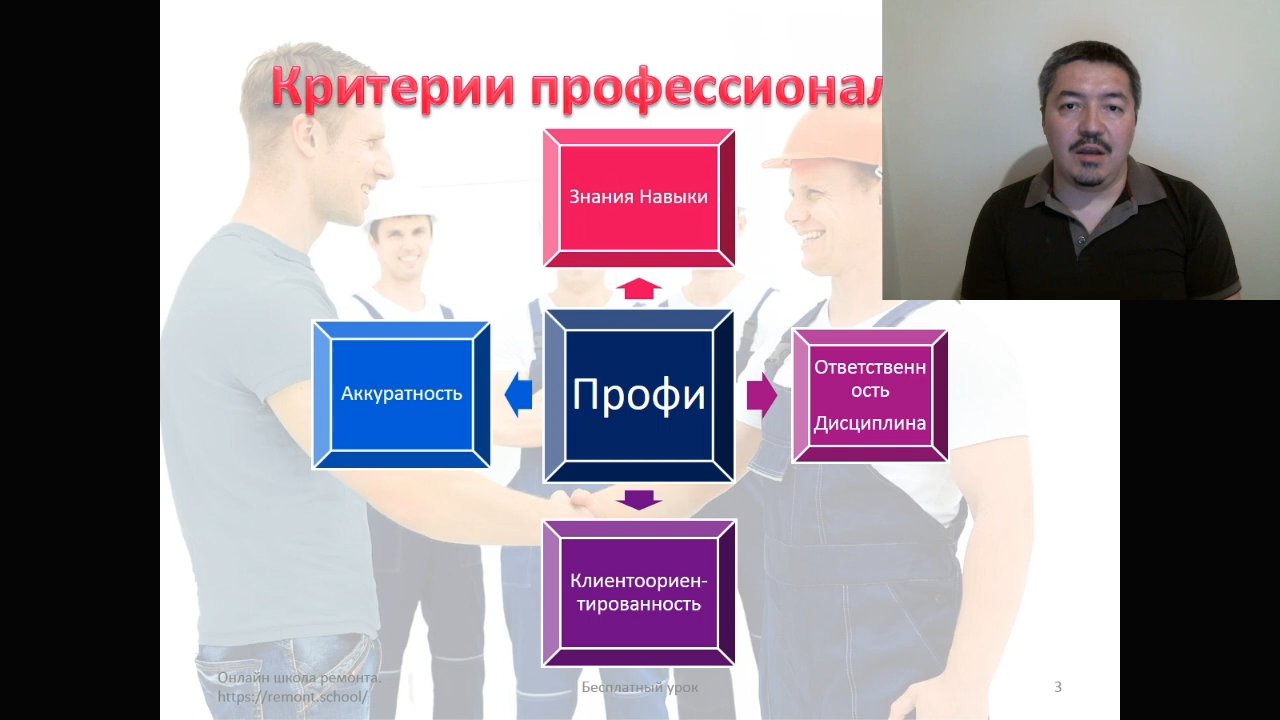 Критерии профессионал
Знания Навыки
Аккуратность
Профи
Ответственн
ость
Дисциплина
Клиентоориен-
тированность
Онлайн школа ремонта.
https://remont.school/
Бесплатный урок
3